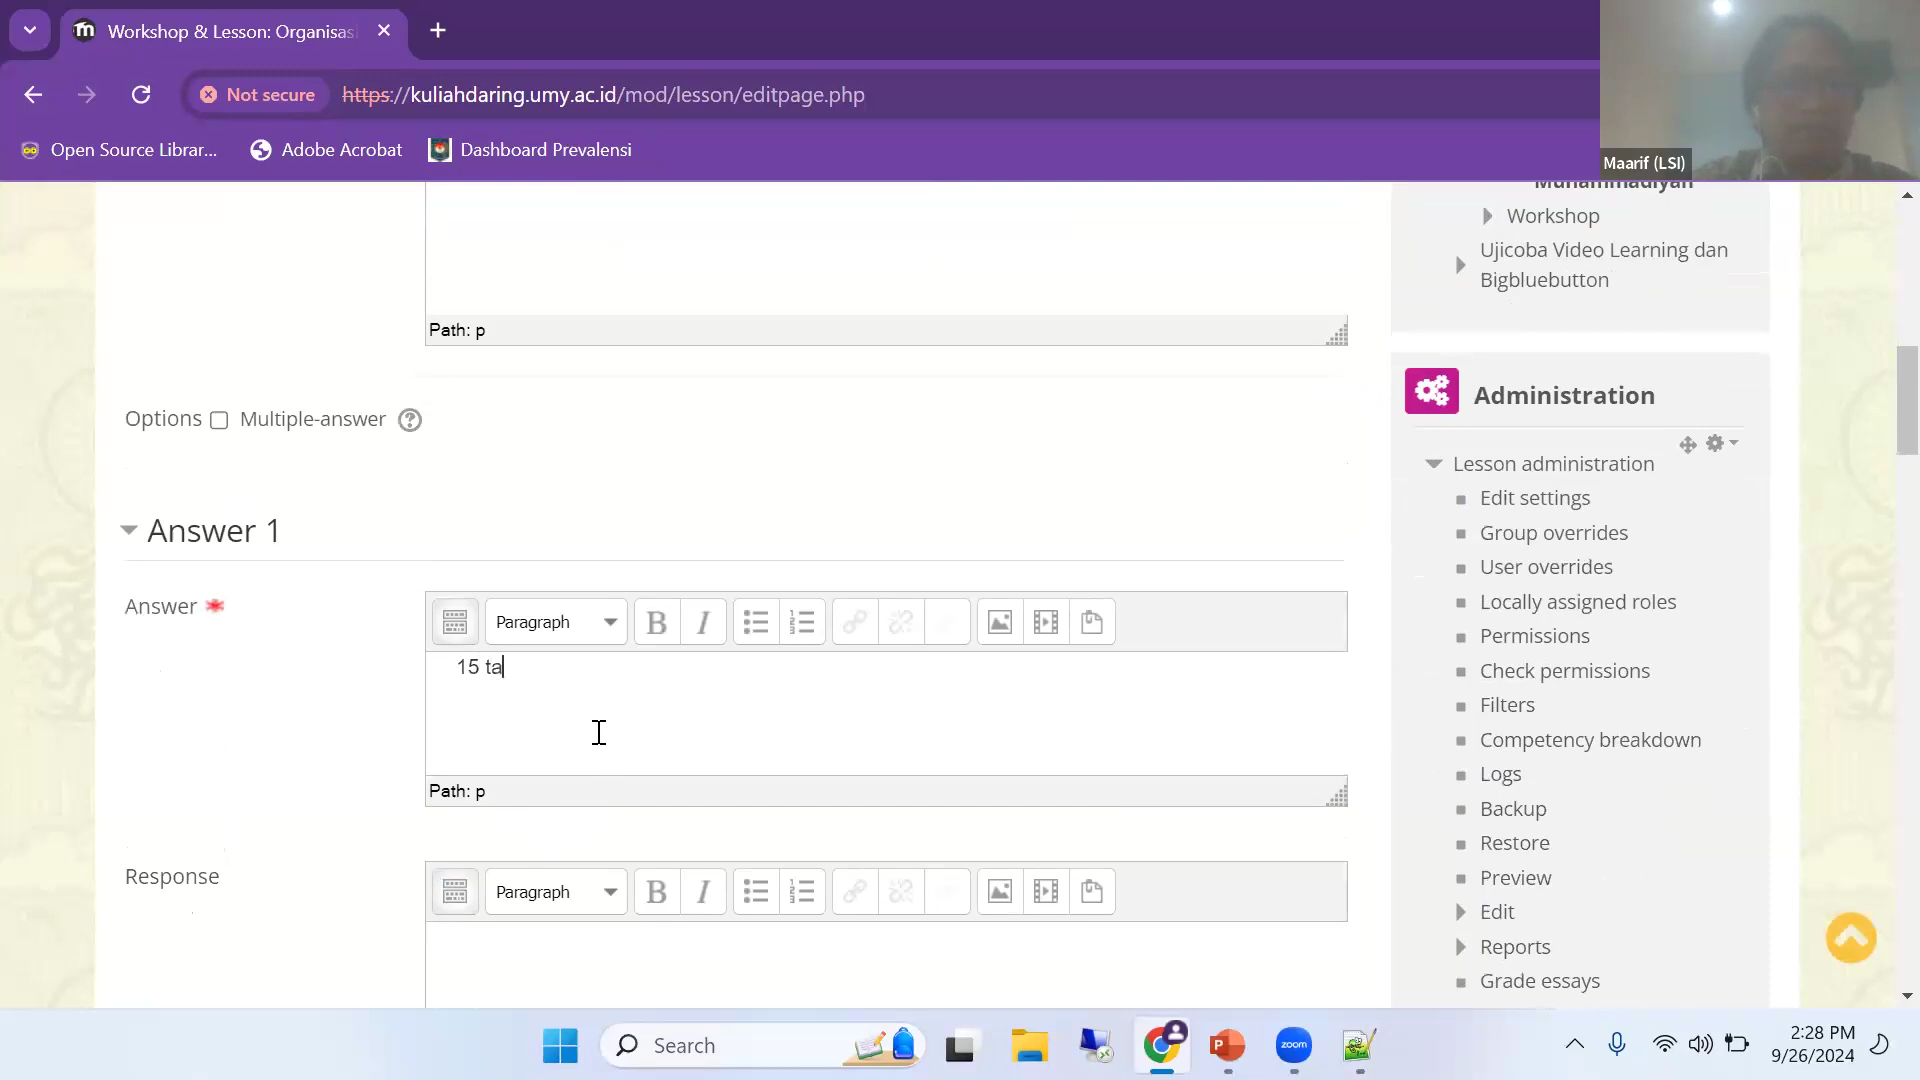 Workshop & Lesson: Organisas
Not secure
https://kuliahdaring.umy.ac.id/mod/lesson/editpage.php
Open Source Librar...
Adobe Acrobat
Dashboard Prevalensi
Maarif (LSI)
Muhammadiyah
Workshop
Ujicoba Video Learning dan
Bigbluebutton
Path: p
Options
Multiple-answer
Answer 1
Answer
Paragraph
15 ta
Path: p
Response
Paragraph
Administration
Lesson administration
Edit settings
Group overrides
User overrides
Locally assigned roles
Permissions
Check permissions
Filters
Competency breakdown
Logs
Backup
Restore
Preview
Edit
Reports
Grade essays
Search
zoom
2:28 PM
9/26/2024